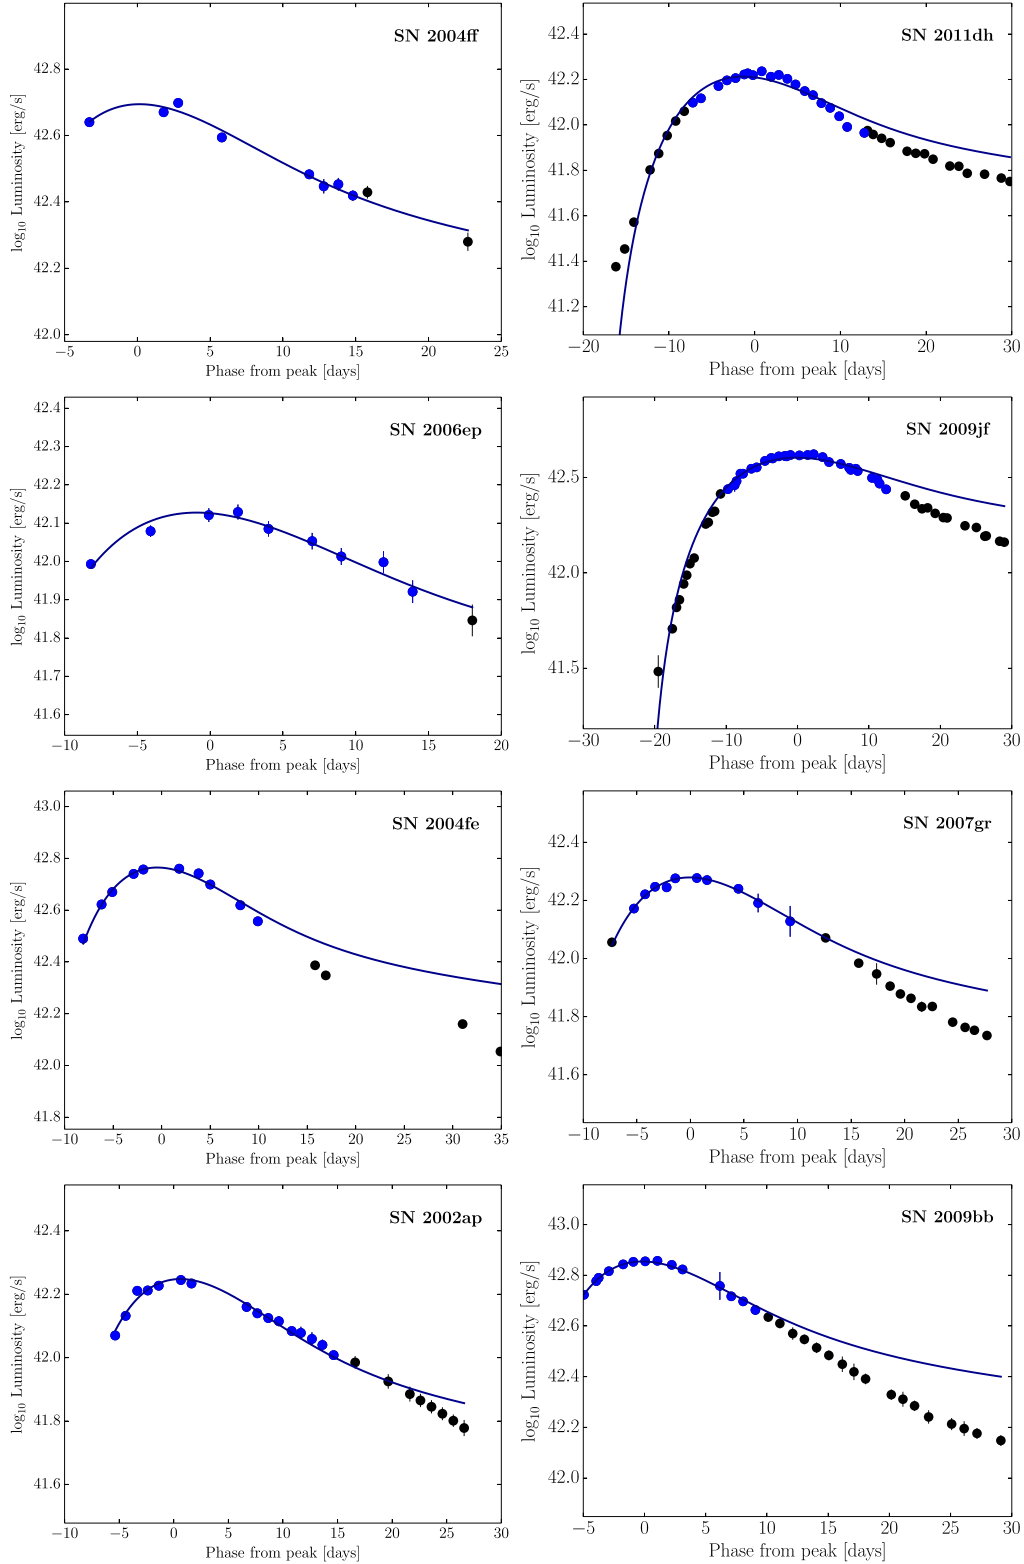 SN 2004ff
42.8
42.6
42.4
42.2
42.0
−5 0 5 10 15 20 25
log10 Luminosity [erg/s]
Phase from peak [days]
SN 2011dh
42.4
42.2
42.0
41.8
41.6
41.4
41.2
−20 −10 0 10 20 30
log10 Luminosity [erg/s]
Phase from peak [days]
SN 2006ep
42.4
42.3
42.2
42.1
42.0
41.9
41.8
41.7
41.6
−10 −5 0 5 10 15 20
log10 Luminosity [erg/s]
Phase from peak [days]
SN 2009jf
42.5
42.0
41.5
−30 −20 −10 0 10 20 30
log10 Luminosity [erg/s]
Phase from peak [days]
SN 2004fe
43.0
42.8
42.6
42.4
42.2
42.0
41.8
−10 −5 0 5 10 15 20 25 30 35
log10 Luminosity [erg/s]
Phase from peak [days]
SN 2007gr
42.4
42.2
42.0
41.8
41.6
−10 −5 0 5 10 15 20 25 30
log10 Luminosity [erg/s]
Phase from peak [days]
SN 2002ap
42.4
42.2
42.0
41.8
41.6
−10 −5 0 5 10 15 20 25 30
log10 Luminosity [erg/s]
Phase from peak [days]
SN 2009bb
43.0
42.8
42.6
42.4
42.2
42.0
−5 0 5 10 15 20 25 30
log10 Luminosity [erg/s]
Phase from peak [days]